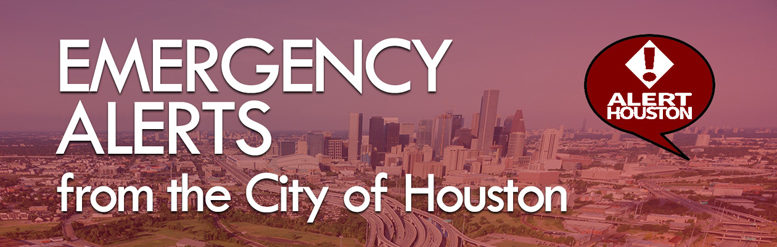 EMERGENCY
ALERTS
from the City of Houston
ALERT
HOUSTON